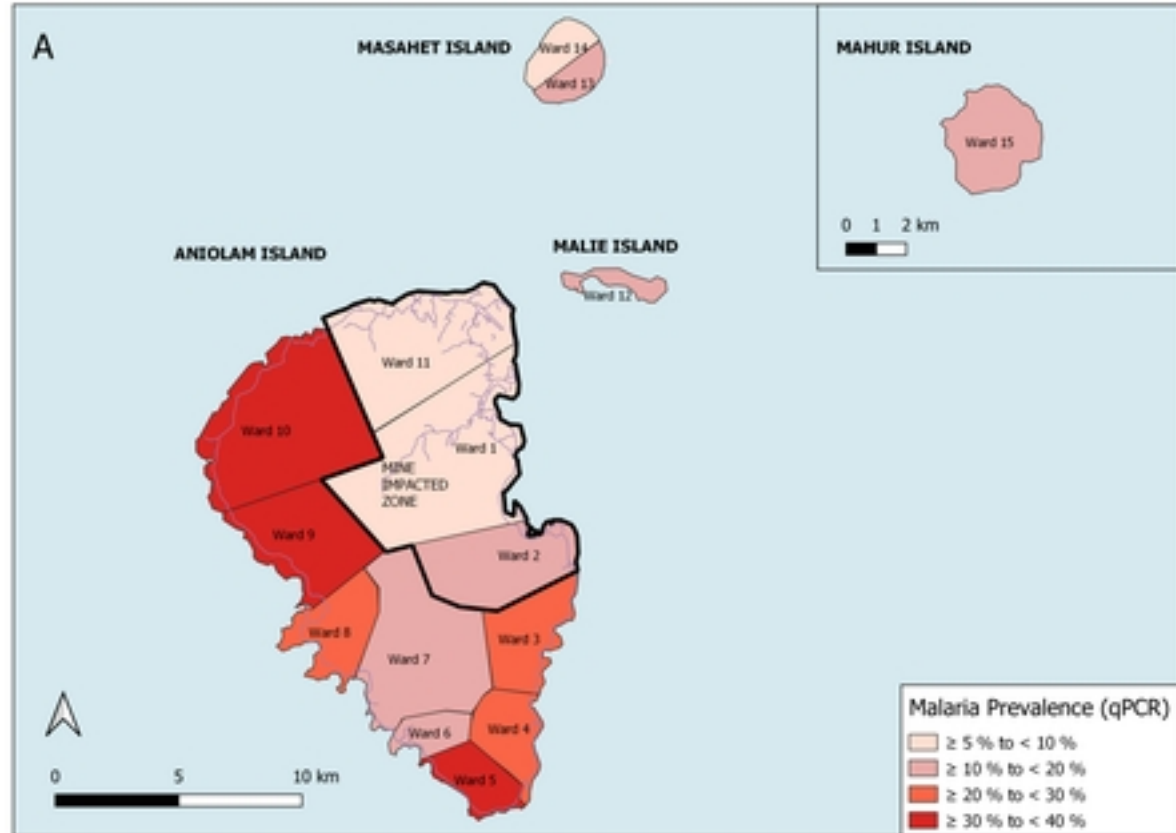 A
MASAHET ISLAND
Ward 14
Ward 13
MAHUR ISLAND
Ward 15
0 1 2 km
ANIOLAM ISLAND
MALIE ISLAND
Ward 12
Ward 11
Ward 10
Ward 1
MINE
IMPACTED
ZONE
Ward 9
Ward 2
Ward 8
Ward 3
Ward 7
Ward 6
Ward 4
Ward 5
0 5 10 km
Malaria Prevalence (qPCR)
≥ 5 % to < 10 %
≥ 10 % to < 20 %
≥ 20 % to < 30 %
≥ 30 % to < 40 %